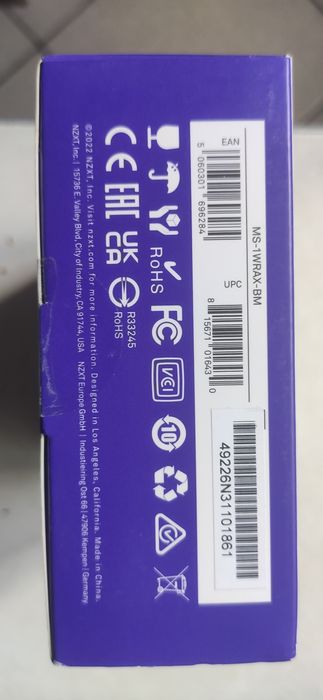 MS-1WRAX-BM
EAN
5 060301 696284
UPC
8 15671 01643 0
49226N31101861
RoHS
FC
VCCI
10
CE EAC UK CA
R33245
RoHS
©2022 NZXT, Inc. Visit nzxt.com for more information. Designed in Los Angeles, California. Made in China.
NZXT, Inc. | 15736 E. Valley Blvd, City of Industry, CA 91744, USA NZXT Europe GmbH | Industriering Ost 66 | 47906 Kempen | Germany